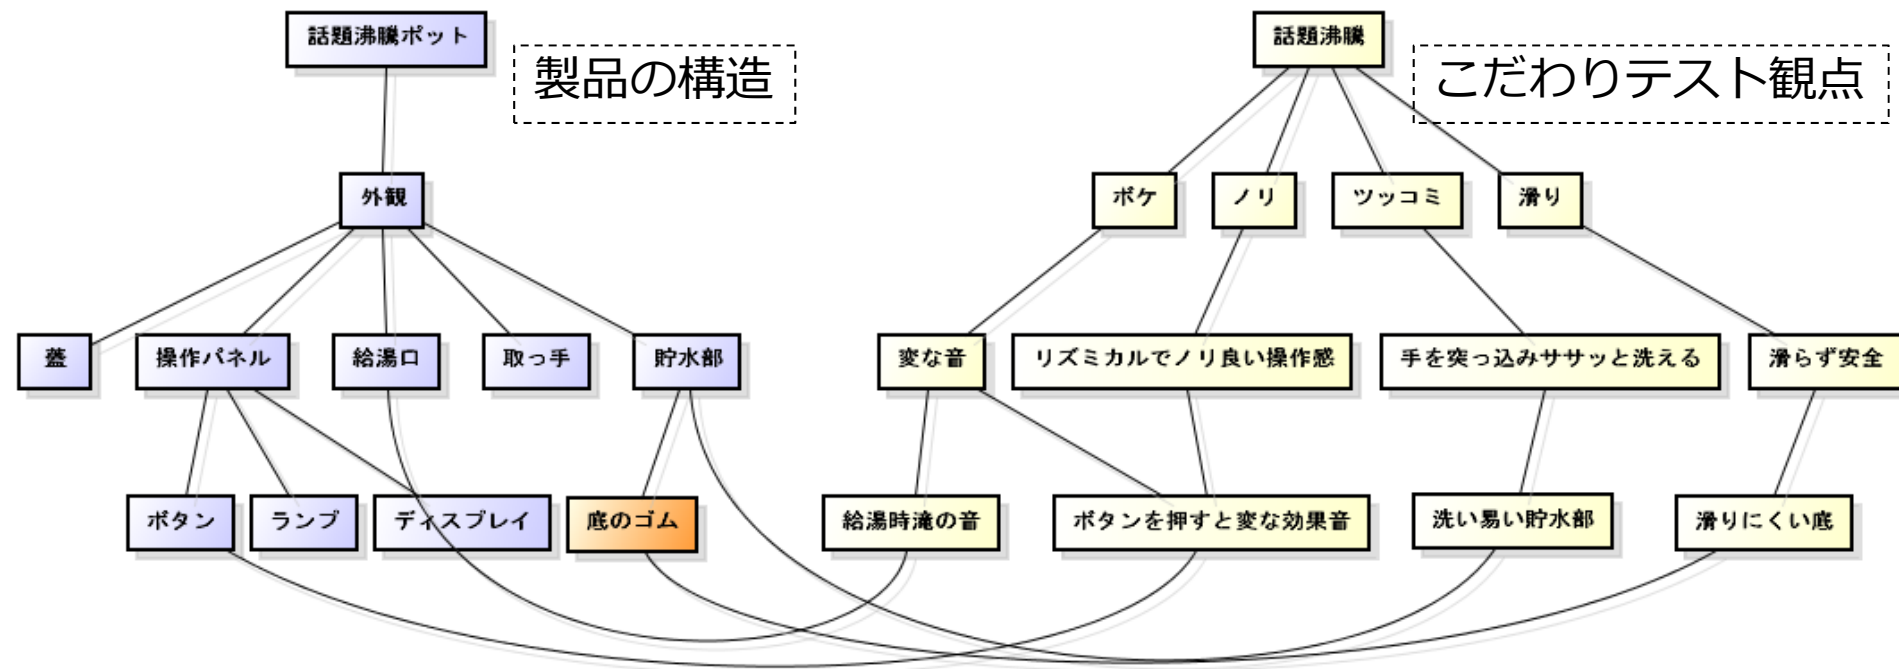 話題沸騰ポット
製品の構造
話題沸騰
こだわりテスト観点
外観
ボケ
ノリ
ツッコミ
滑り
蓋
操作パネル
給湯口
取っ手
貯水部
変な音
リズミカルでノリ良い操作感
手を突っ込みササッと洗える
滑らず安全
ボタン
ランプ
ディスプレイ
底のゴム
給湯時滝の音
ボタンを押すと変な効果音
洗い易い貯水部
滑りにくい底